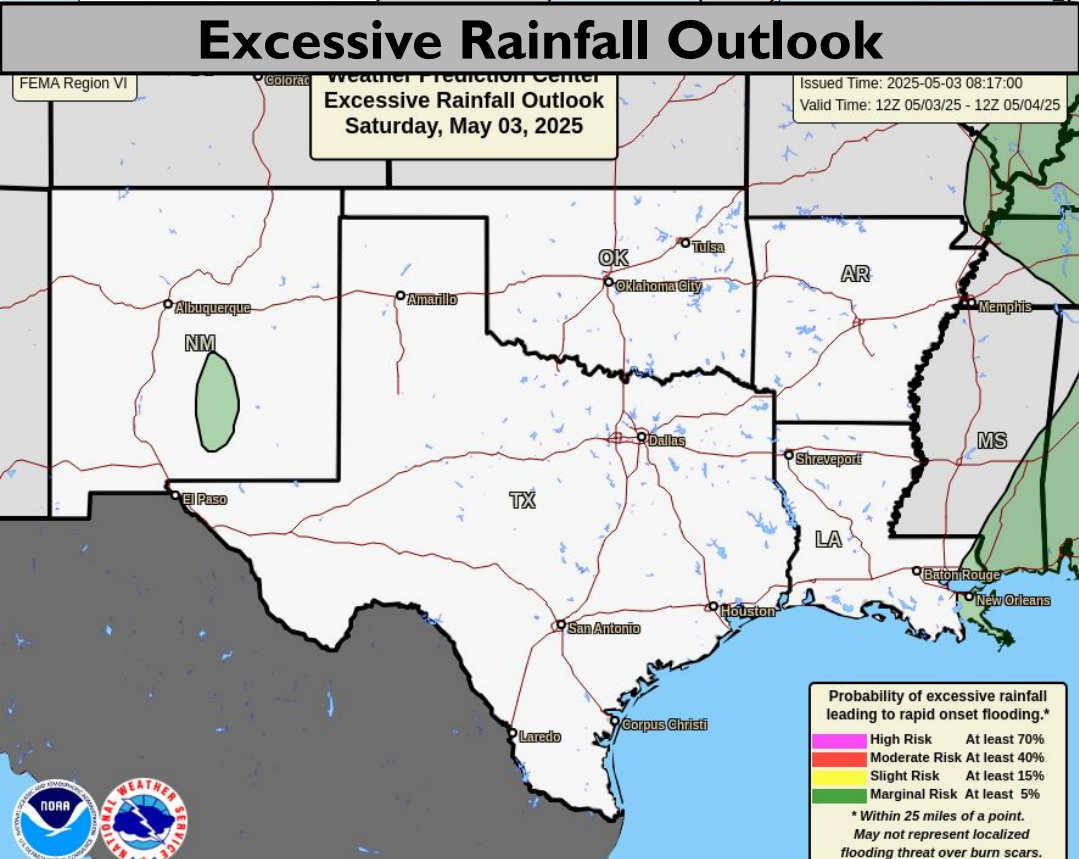 Excessive Rainfall Outlook
FEMA Region VI
Colorad
Weather Prediction Center
Excessive Rainfall Outlook
Saturday, May 03, 2025
Issued Time: 2025-05-03 08:17:00
Valid Time: 12Z 05/03/25 - 12Z 05/04/25
Tulsa
OK
Oklahoma City
AR
Amarillo
Albuquerque
Memphis
NM
Dallas
MS
Shreveport
El Paso
TX
LA
Baton Rouge
New Orleans
Houston
San Antonio
Corpus Christi
Laredo
Probability of excessive rainfall
leading to rapid onset flooding.*
High Risk At least 70%
Moderate Risk At least 40%
Slight Risk At least 15%
Marginal Risk At least 5%
* Within 25 miles of a point.
May not represent localized
flooding threat over burn scars.
NOAA
NATIONAL WEATHER SERVICE